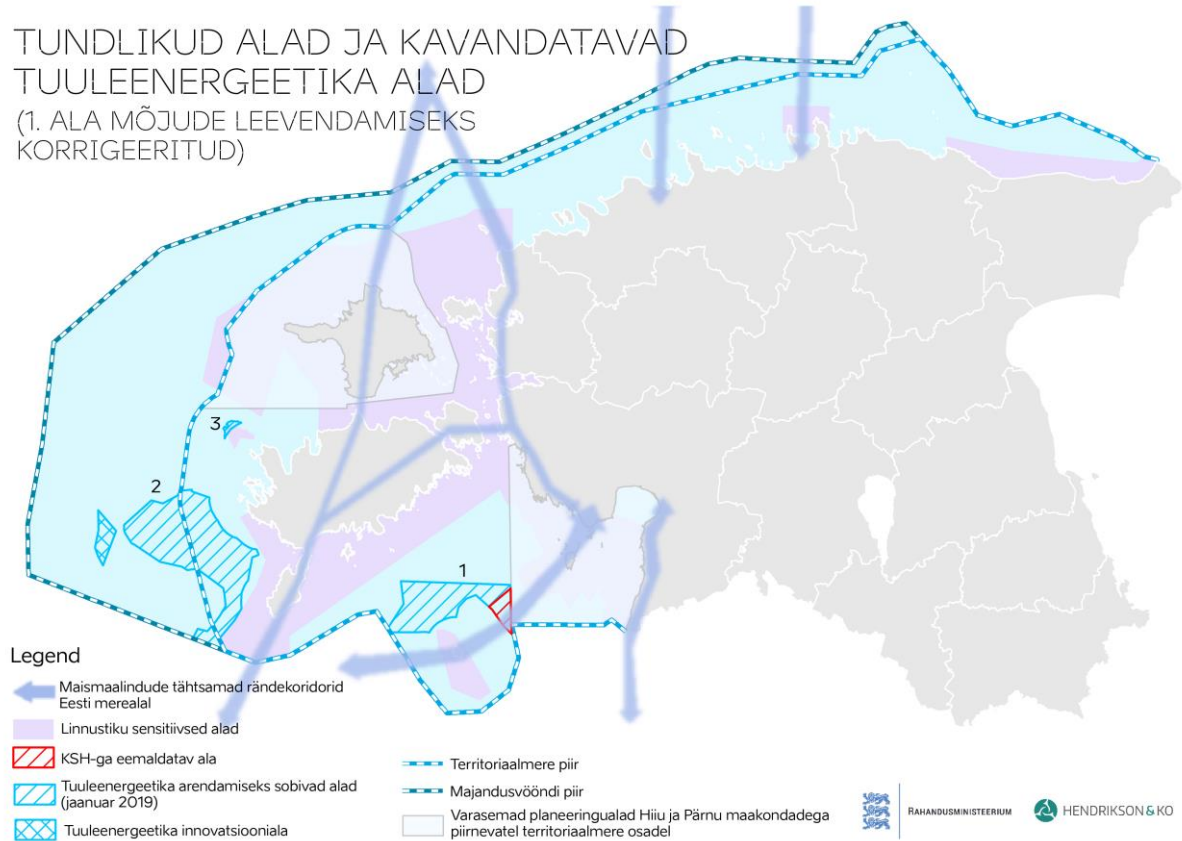 TUNDLIKUD ALAD JA KAVANDATAVAD
TUULEENERGEETIKA ALAD
(1. ALA MÕJUDE LEEVENDAMISEKS
KORRIGEERITUD)
3
2
1
Legend
Maismaalindude tähtsamad rändekoridorid
Eesti merealal
Linnustiku sensitiivsed alad
KSH-ga eemaldatav ala
Tuuleenergeetika arendamiseks sobivad alad
(jaanuar 2019)
Tuuleenergeetika innovatsiooniala
Territoriaalmere piir
Majandusvööndi piir
Varasemad planeeringualad Hiiu ja Pärnu maakondadega
piirnevatel territoriaalmere osadel
RAHANDUSMINISTEERIUM
HENDRIKSON & KO